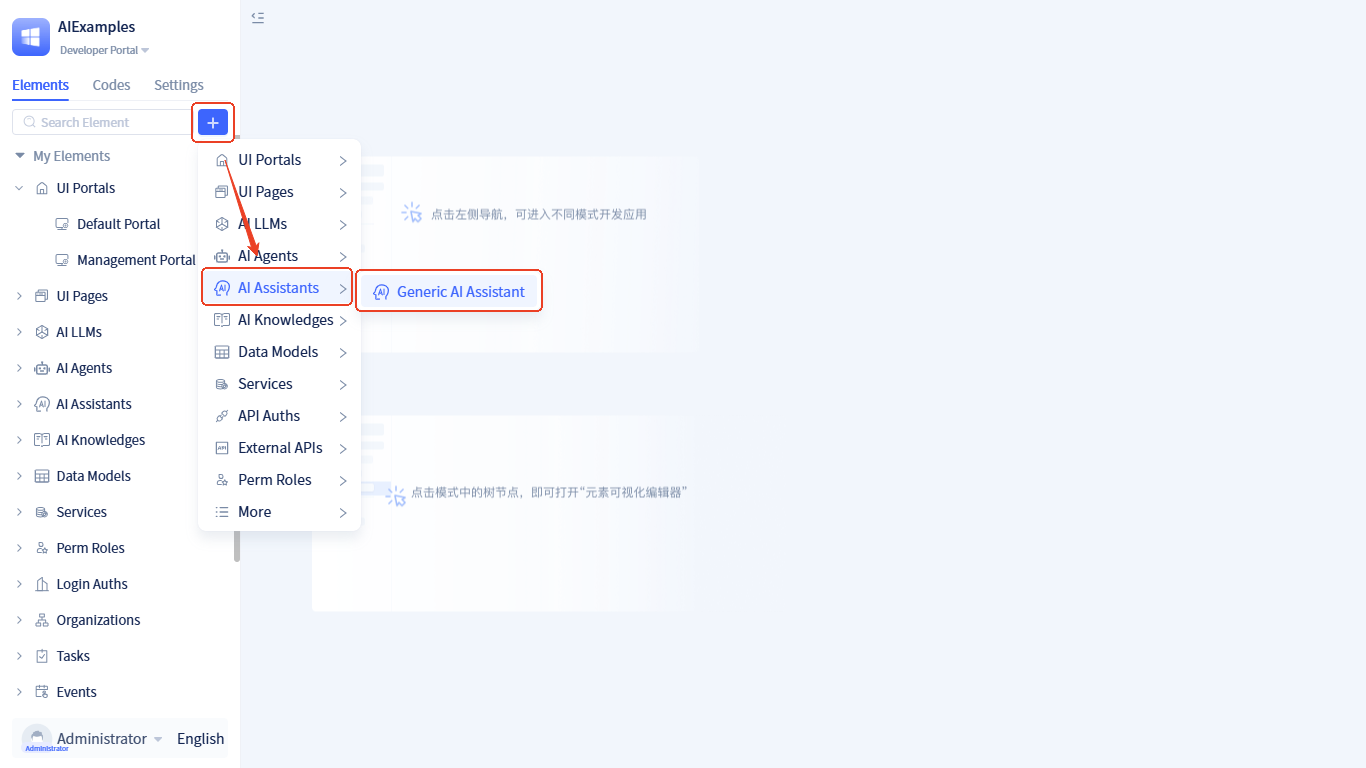 AIExamples
Developer Portal
Elements Codes Settings
Search Element
My Elements
UI Portals
Default Portal
Management Portal
UI Pages
AI LLMs
AI Agents
AI Assistants
AI Knowledges
Data Models
Services
Perm Roles
Login Auths
Organizations
Tasks
Events
Administrator
Administrator English
UI Portals
UI Pages
AI LLMs
AI Agents
AI Assistants
AI Knowledges
Data Models
Services
API Auths
External APIs
Perm Roles
More
Generic AI Assistant
点击左侧导航，可进入不同模式开发应用
点击模式中的树节点，即可打开“元素可视化编辑器”